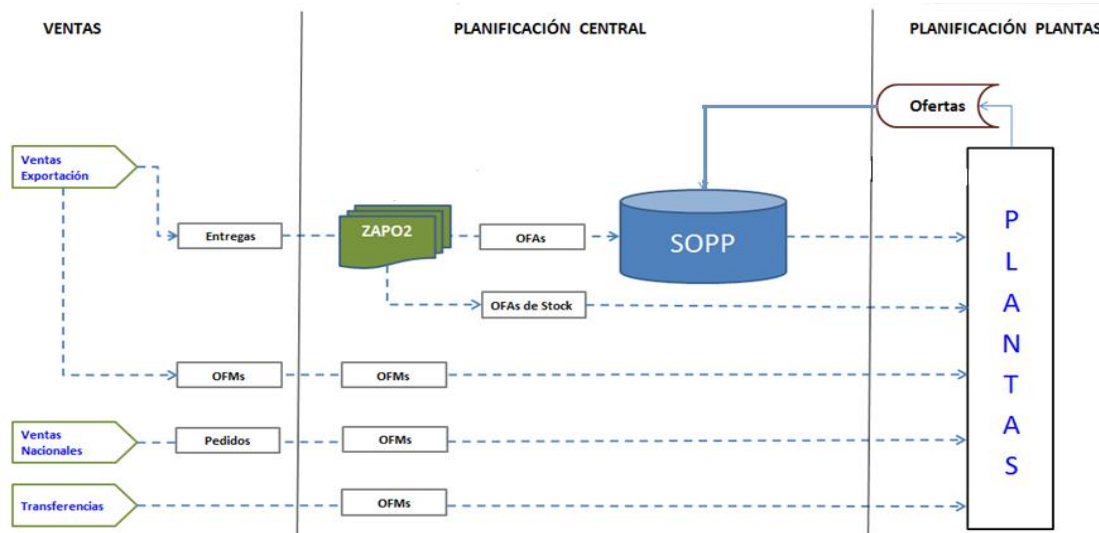 VENTAS
PLANIFICACIÓN CENTRAL
PLANIFICACIÓN PLANTAS
Ofertas
Ventas
Exportación
Entregas
ZAPO2
OFAs
SOPP
OFAs de Stock
OFMs
OFMs
Ventas
Nacionales
Pedidos
OFMs
Transferencias
OFMs
P
L
A
N
T
A
S